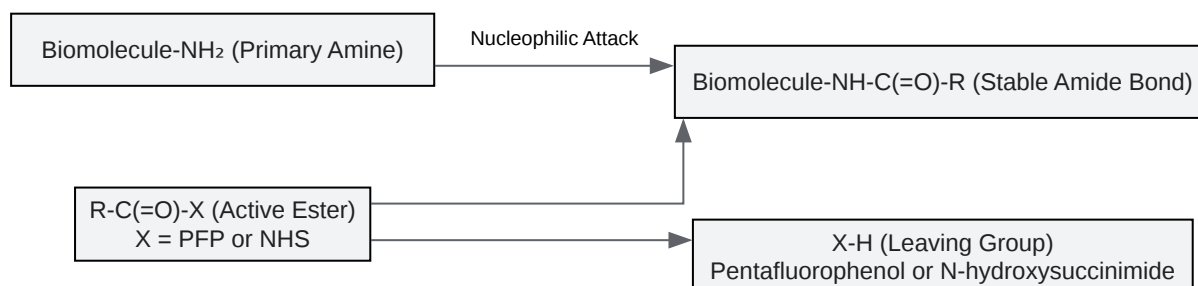 Biomolecule-NH₂ (Primary Amine)
Nucleophilic Attack
Biomolecule-NH-C(=O)-R (Stable Amide Bond)
R-C(=O)-X (Active Ester)
X = PFP or NHS
X-H (Leaving Group)
Pentafluorophenol or N-hydroxysuccinimide